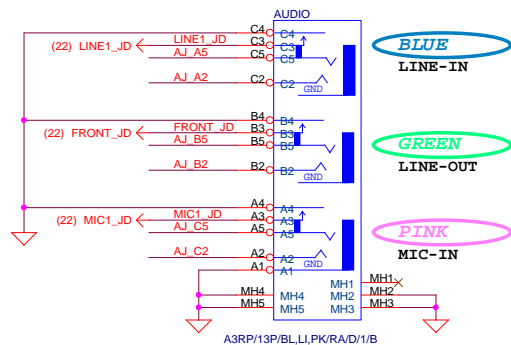 AUDIO
C4 C4
(22) LINE1_JD LINE1_JD C3 C3
AJ_A5 C5 C5
AJ_A2 C2 C2
GND
BLUE
LINE-IN
B4 B4
(22) FRONT_JD FRONT_JD B3 B3
AJ_B5 B5 B5
AJ_B2 B2 B2
GND
GREEN
LINE-OUT
A4 A4
(22) MIC1_JD MIC1_JD A3 A3
AJ_C5 A5 A5
AJ_C2 A2 A2
GND
A1 A1
PINK
MIC-IN
MH1 MH1
MH4 MH4 MH2 MH2
MH5 MH5 MH3 MH3
A3RP/13P/BL,LI,PK/RA/D/1/B